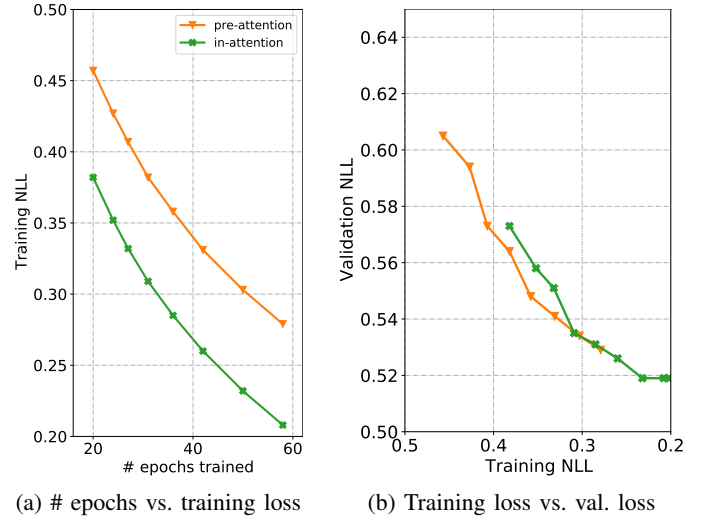 0.50
0.45
0.40
0.35
0.30
0.25
0.20
Training NLL
pre-attention
in-attention
20
40
60
# epochs trained
(a) # epochs vs. training loss
0.64
0.62
0.60
0.58
0.56
0.54
0.52
0.50
Validation NLL
0.5
0.4
0.3
0.2
Training NLL
(b) Training loss vs. val. loss